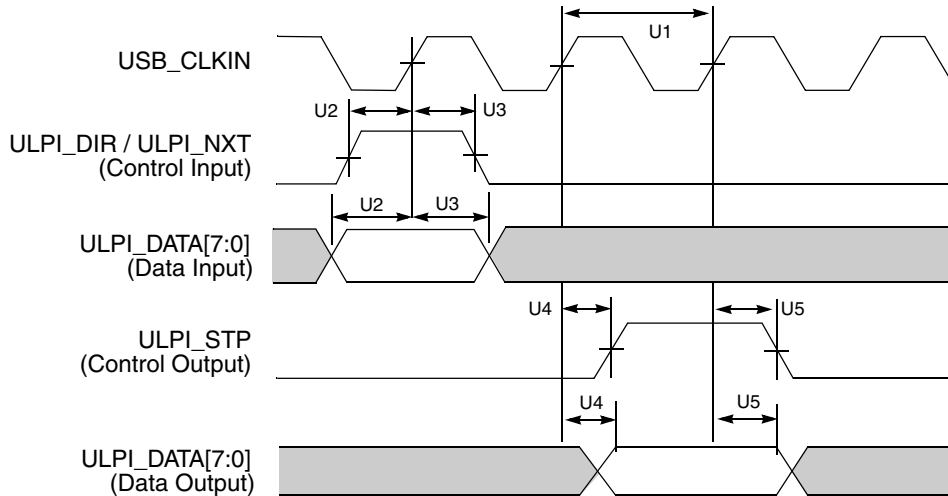 U1
USB_CLKIN
U2
U3
ULPI_DIR / ULPI_NXT
(Control Input)
U2
U3
ULPI_DATA[7:0]
(Data Input)
U4
U5
ULPI_STP
(Control Output)
U4
U5
ULPI_DATA[7:0]
(Data Output)